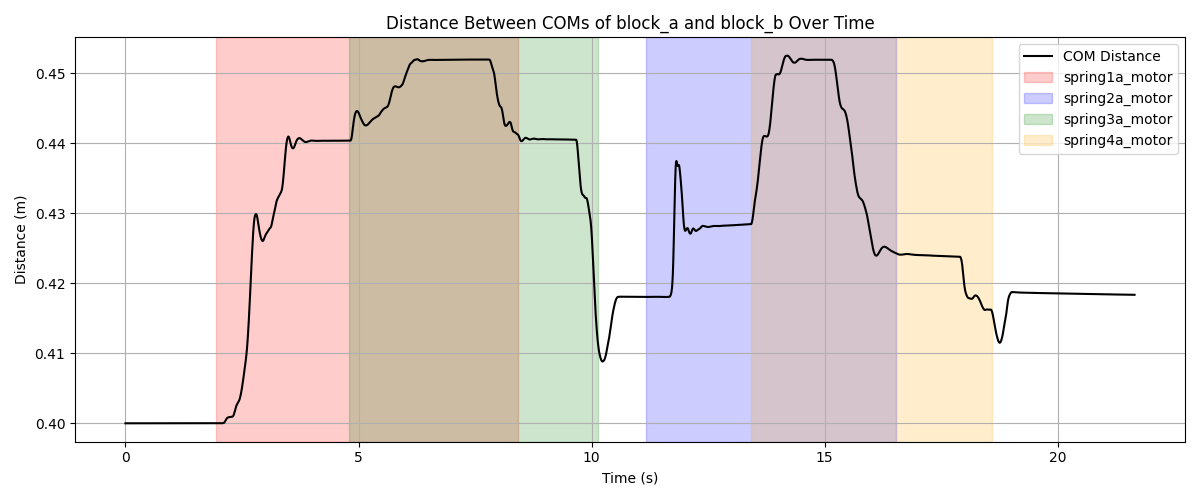 Distance Between COMs of block_a and block_b Over Time
COM Distance
spring1a_motor
spring2a_motor
spring3a_motor
spring4a_motor
0.45
0.44
0.43
0.42
0.41
0.40
Distance (m)
0 5 10 15 20
Time (s)